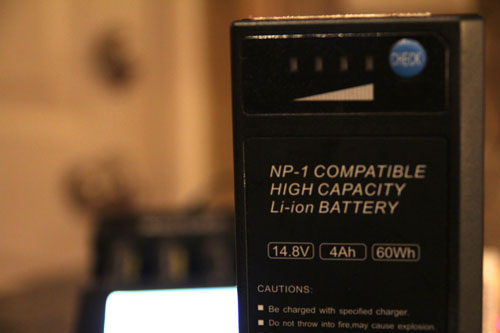 CHECK
NP-1 COMPATIBLE
HIGH CAPACITY
Li-ion BATTERY
14.8V 4Ah 60Wh
CAUTIONS:
Be charged with specified charger.
Do not throw into fire,may cause explosion